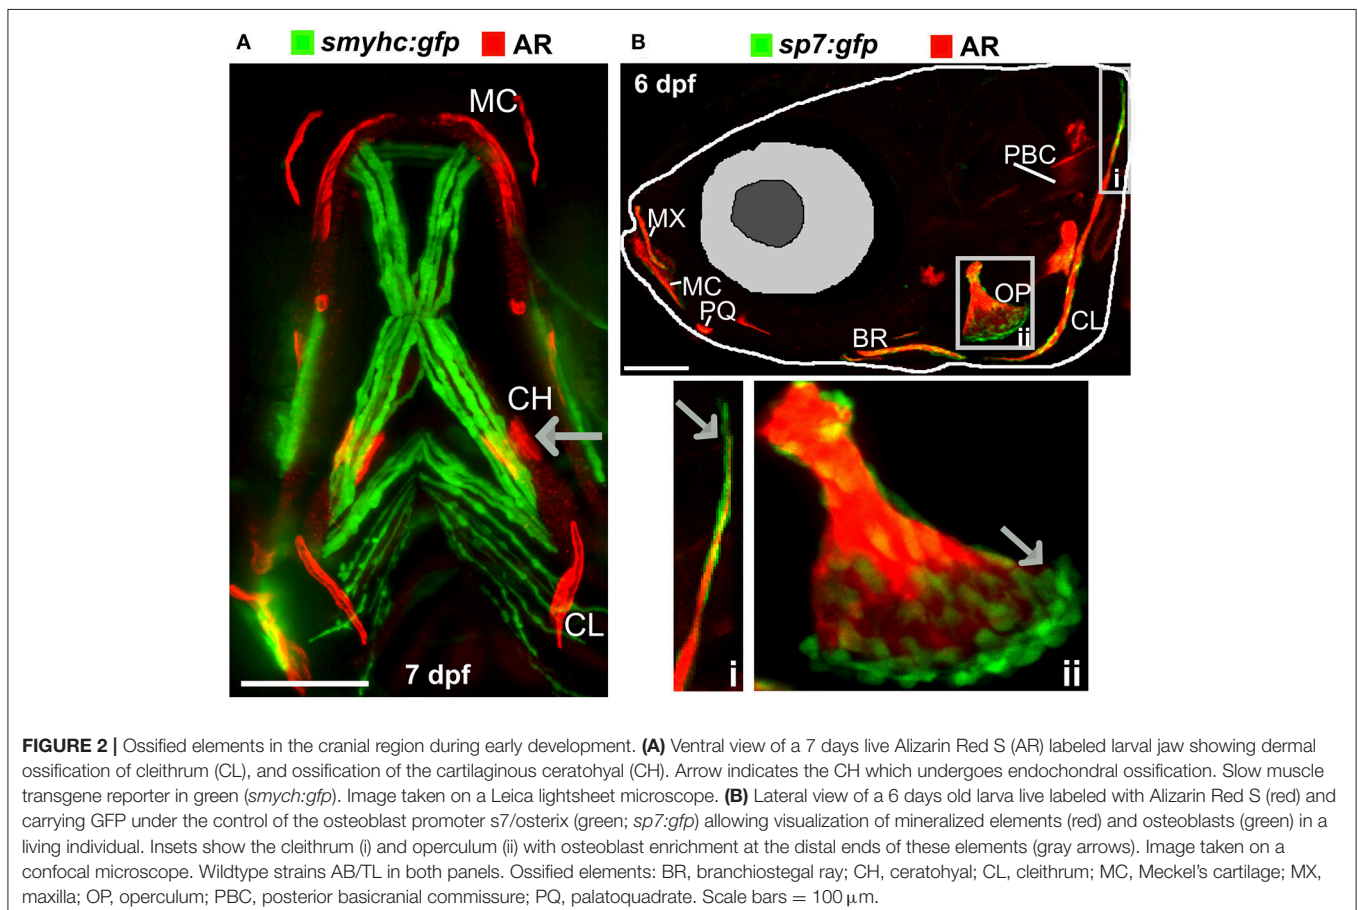 A smyhc:gfp AR
MC
CH
CL
7 dpf
B sp7:gfp AR
6 dpf
PBC
i
MX
MC
PQ
BR
OP
ii
CL
i
ii
FIGURE 2 | Ossified elements in the cranial region during early development. (A) Ventral view of a 7 days live Alizarin Red S (AR) labeled larval jaw showing dermal
ossification of cleithrum (CL), and ossification of the cartilaginous ceratohyal (CH). Arrow indicates the CH which undergoes endochondral ossification. Slow muscle
transgene reporter in green (smych:gfp). Image taken on a Leica lightsheet microscope. (B) Lateral view of a 6 days old larva live labeled with Alizarin Red S (red) and
carrying GFP under the control of the osteoblast promoter s7/osterix (green; sp7:gfp) allowing visualization of mineralized elements (red) and osteoblasts (green) in a
living individual. Insets show the cleithrum (i) and operculum (ii) with osteoblast enrichment at the distal ends of these elements (gray arrows). Image taken on a
confocal microscope. Wildtype strains AB/TL in both panels. Ossified elements: BR, branchiostegal ray; CH, ceratohyal; CL, cleithrum; MC, Meckel's cartilage; MX,
maxilla; OP, operculum; PBC, posterior basicranial commissure; PQ, palatoquadrate. Scale bars = 100 μm.